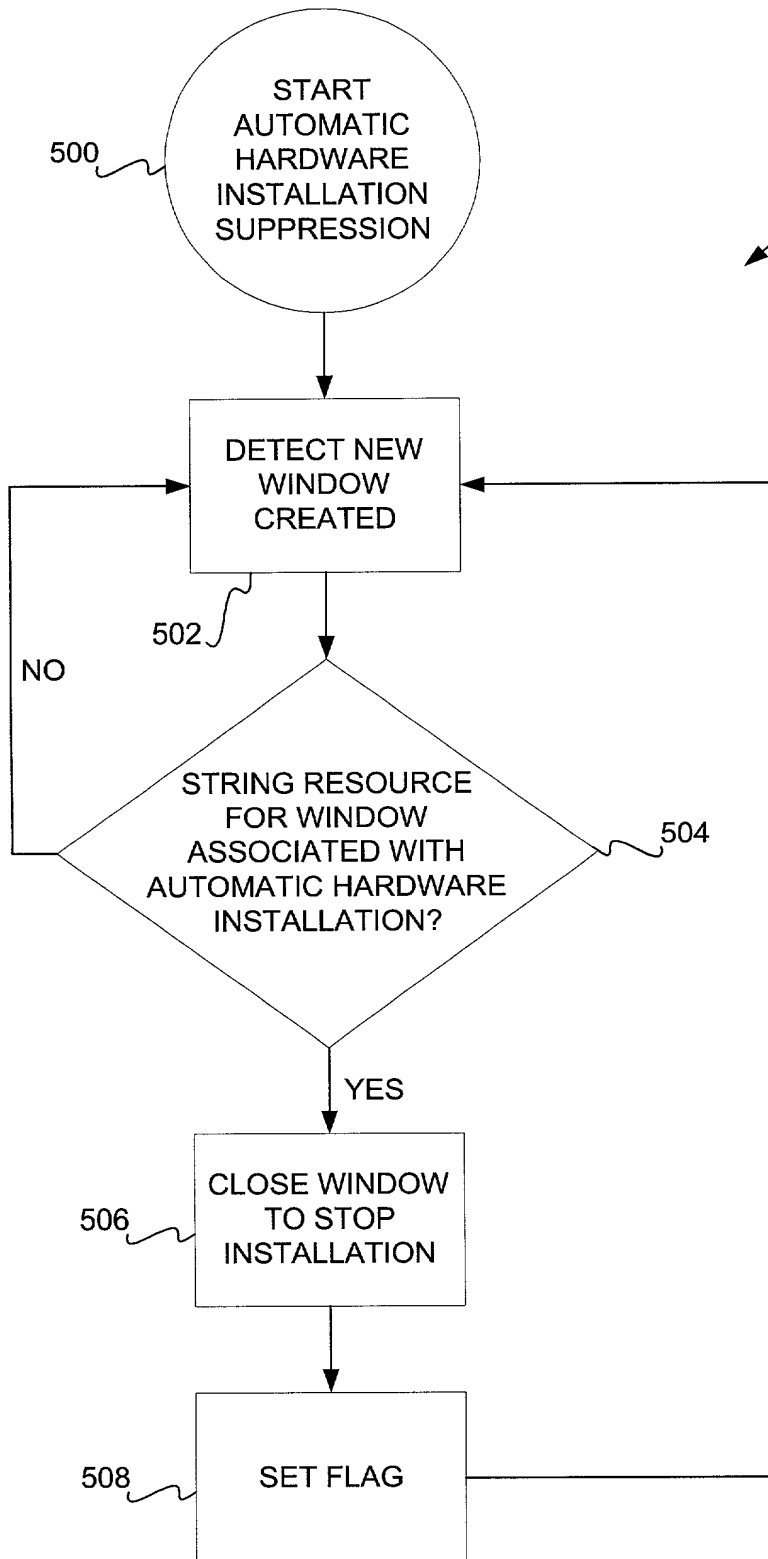 START
AUTOMATIC
HARDWARE
INSTALLATION
SUPPRESSION
500
DETECT NEW
WINDOW
CREATED
502
NO
STRING RESOURCE
FOR WINDOW
ASSOCIATED WITH
AUTOMATIC HARDWARE
INSTALLATION?
504
YES
CLOSE WINDOW
TO STOP
INSTALLATION
506
SET FLAG
508